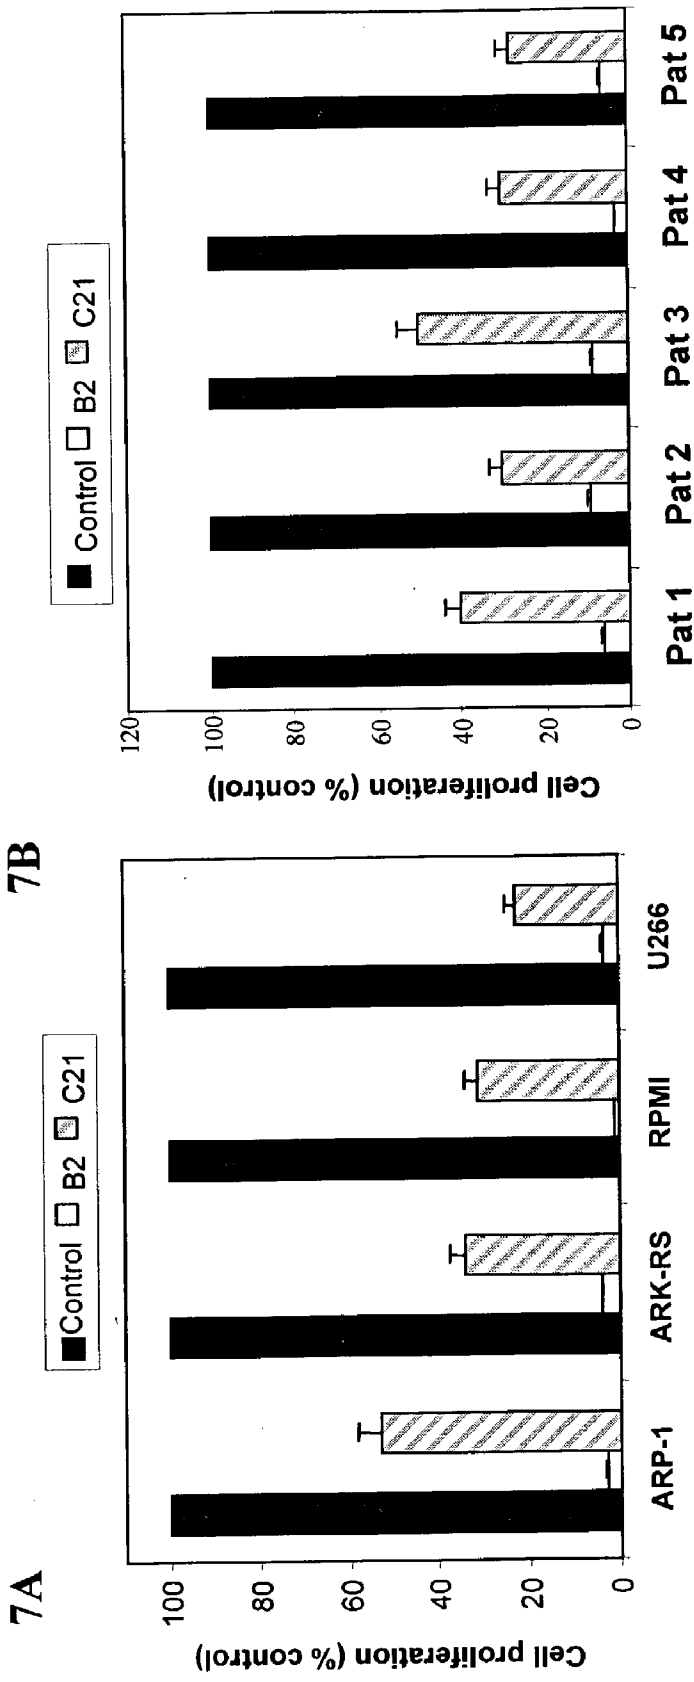 7A
Control B2 C21
Cell proliferation (% control)
100
80
60
40
20
0
ARP-1 ARK-RS RPMI U266
7B
Control B2 C21
Cell proliferation (% control)
120
100
80
60
40
20
0
Pat 1 Pat 2 Pat 3 Pat 4 Pat 5